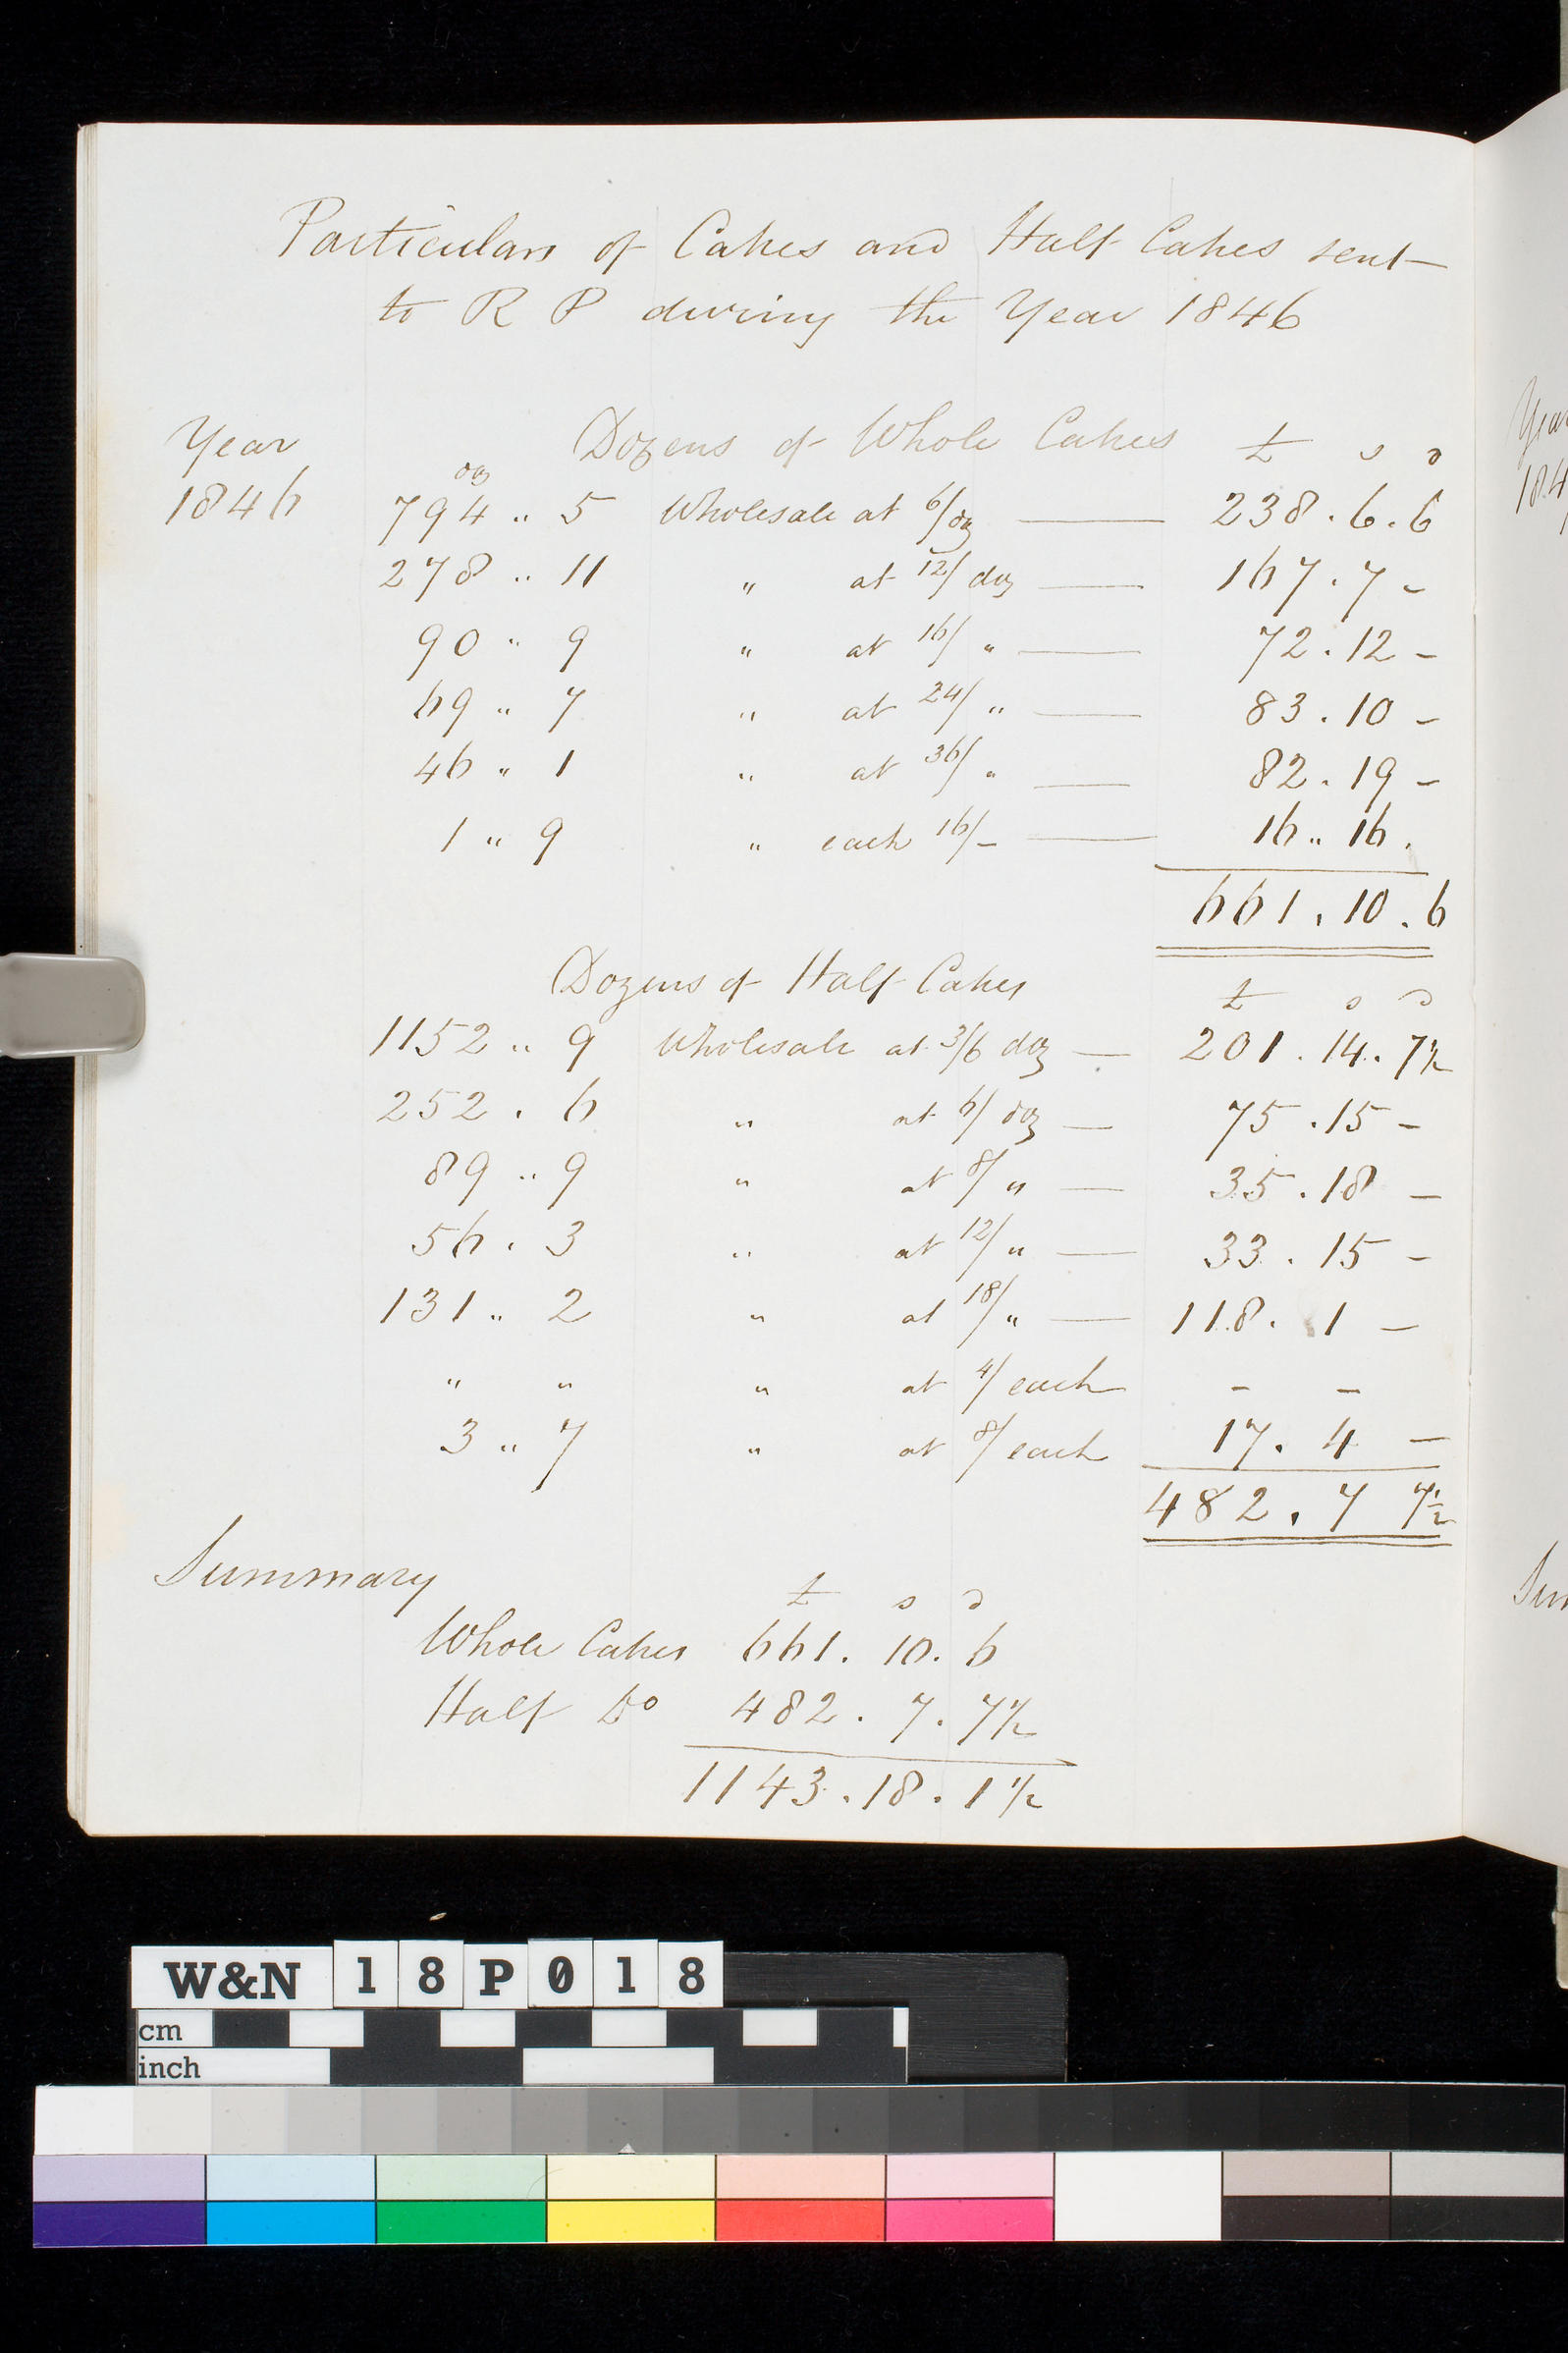 Particulars of Cakes and Half Cakes sent
to R P during the Year 1846
Year Dozens of Whole Cakes £ s d
doz
1846 794 " 5 Wholesale at 6/doz — 238 . 6 . 6
278 " 11 " at 12/ doz — 167 . 7 -
90 " 9 " at 16/ " — 72 . 12 -
69 " 7 " at 24/ " — 83 . 10 -
46 " 1 " at 36/ " — 82 . 19 -
1 " 9 " each 16/- — 16 " 16 .
661 . 10 . 6
Dozens of Half Cakes £ s d
1152 " 9 Wholesale at 3/6 doz — 201 . 14 . 7½
252 . 6 " at 6/ doz — 75 . 15 -
89 " 9 " at 8/ " — 35 . 18 -
56 . 3 " at 12/ " — 33 . 15 -
131 " 2 " at 18/ " — 118 . 1 -
" " " at 4/ each - -
3 " 7 " at 8/ each 17 . 4 -
482 . 7 7½
Summary £ s d
Whole Cakes 661 . 10 . 6
Half Do 482 . 7 . 7½
1143 . 18 . 1½
Year
184
Sum
W&N 18P018
cm
inch